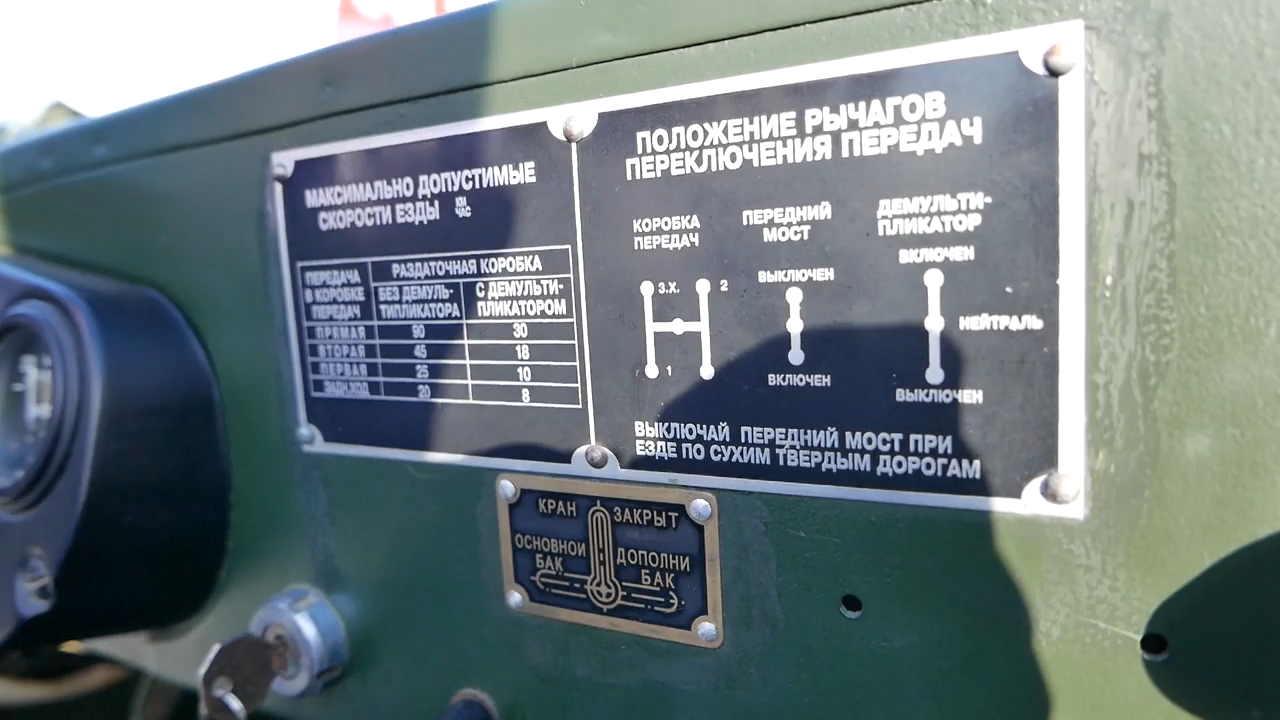 МАКСИМАЛЬНО ДОПУСТИМЫЕ
СКОРОСТИ ЕЗДЫ КМ ЧАС
ПЕРЕДАЧА В КОРОБКЕ ПЕРЕДАЧ
РАЗДАТОЧНАЯ КОРОБКА
БЕЗ ДЕМУЛЬ-
ТИПЛИКАТОРА
С ДЕМУЛЬТИ-
ПЛИКАТОРОМ
ПРЯМАЯ 90 30
ВТОРАЯ 45 18
ПЕРВАЯ 25 10
ЗАДН.ХОД 20 8
ПОЛОЖЕНИЕ РЫЧАГОВ
ПЕРЕКЛЮЧЕНИЯ ПЕРЕДАЧ
КОРОБКА
ПЕРЕДАЧ
З.Х. 2
1
ПЕРЕДНИЙ
МОСТ
ВЫКЛЮЧЕН
ВКЛЮЧЕН
ДЕМУЛЬТИ-
ПЛИКАТОР
ВКЛЮЧЕН
НЕЙТРАЛЬ
ВЫКЛЮЧЕН
ВЫКЛЮЧАЙ ПЕРЕДНИЙ МОСТ ПРИ
ЕЗДЕ ПО СУХИМ ТВЕРДЫМ ДОРОГАМ
КРАН ЗАКРЫТ
ОСНОВНОЙ
БАК
ДОПОЛНИ
БАК